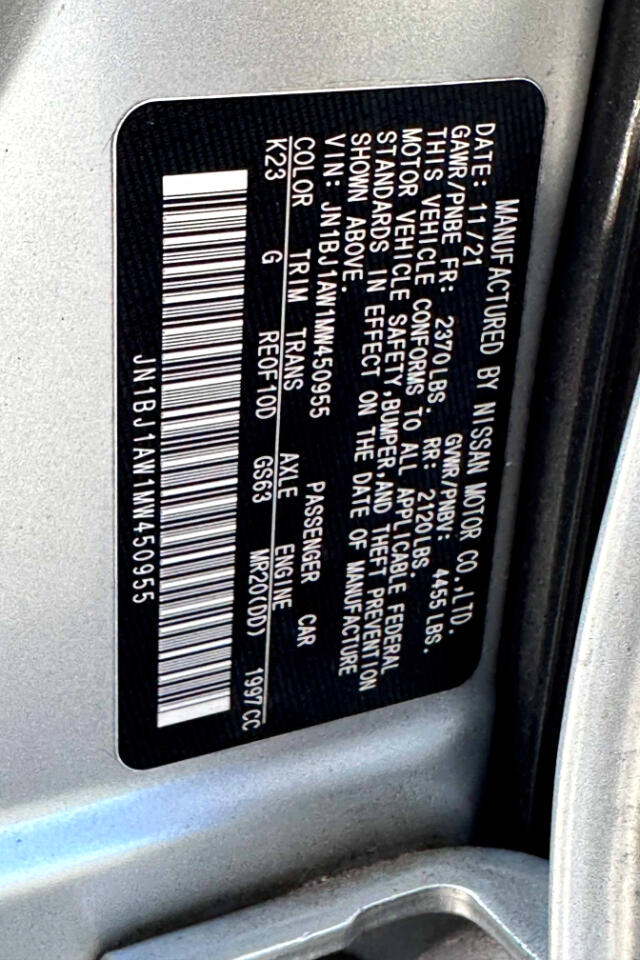 MANUFACTURED BY NISSAN MOTOR CO.,LTD.
DATE: 11/21 GVWR/PNBV: 4455 LBS.
GAWR/PNBE FR: 2370LBS. RR: 2120LBS.
THIS VEHICLE CONFORMS TO ALL APPLICABLE FEDERAL
MOTOR VEHICLE SAFETY,BUMPER,AND THEFT PREVENTION
STANDARDS IN EFFECT ON THE DATE OF MANUFACTURE
SHOWN ABOVE.
VIN: JN1BJ1AW1MW450955 PASSENGER CAR
COLOR TRIM TRANS AXLE ENGINE
K23 G RE0F10D GS63 MR20(DD) 1997CC
JN1BJ1AW1MW450955